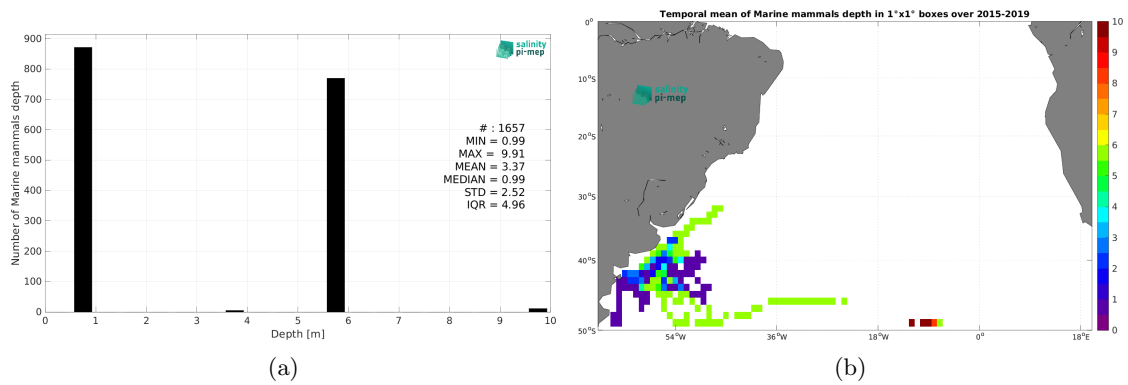 900
800
700
600
500
400
300
200
100
0
Number of Marine mammals depth
salinity
pi-mep
# : 1657
MIN = 0.99
MAX = 9.91
MEAN = 3.37
MEDIAN = 0.99
STD = 2.52
IQR = 4.96
0 1 2 3 4 5 6 7 8 9 10
Depth [m]
(a)
Temporal mean of Marine mammals depth in 1°x1° boxes over 2015-2019
0°
10°S
20°S
30°S
40°S
50°S
salinity
pi-mep
54°W 36°W 18°W 0° 18°E
10
9
8
7
6
5
4
3
2
1
0
(b)